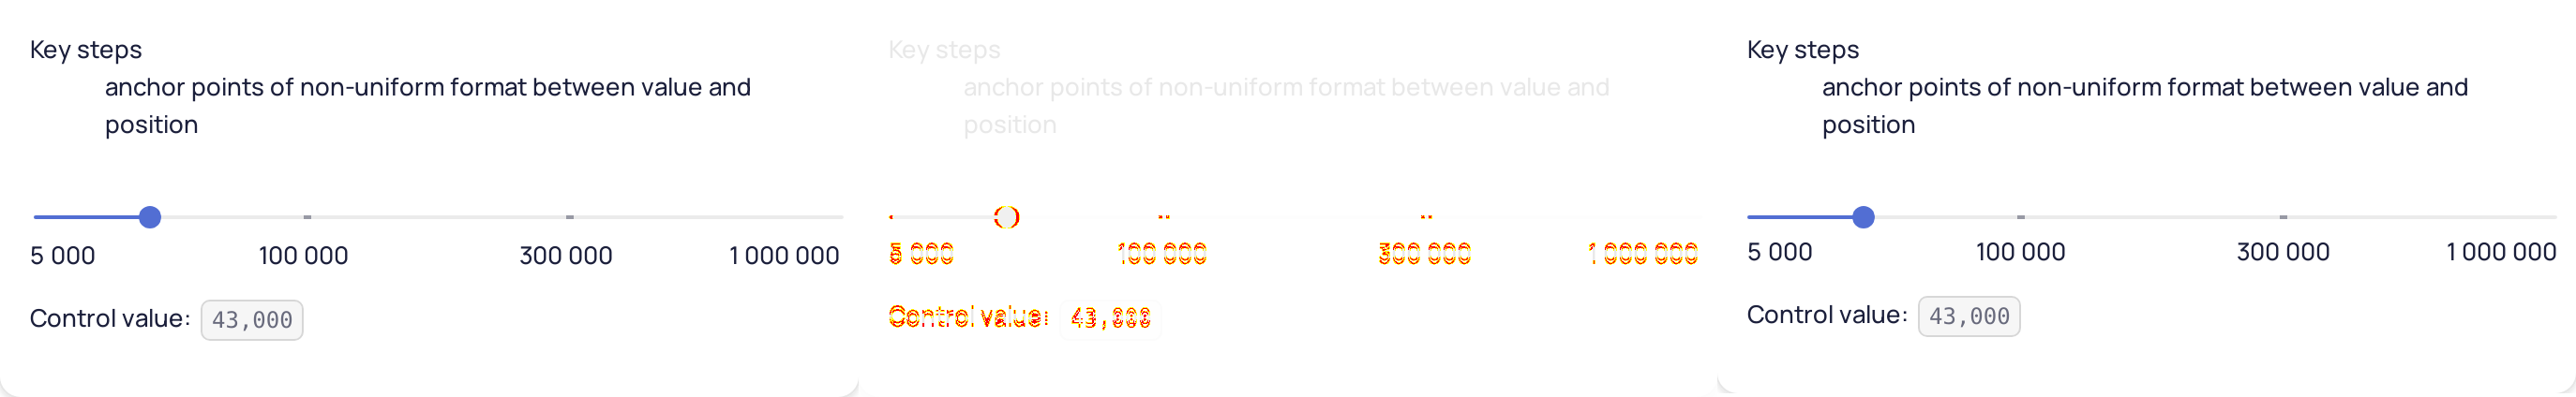 Key steps
anchor points of non-uniform format between value and
position
5 000 100 000 300 000 1 000 000
Control value: 43,000
Key steps
anchor points of non-uniform format between value and
position
5 000 100 000 300 000 1 000 000
Control value: 43,000
Key steps
anchor points of non-uniform format between value and
position
5 000 100 000 300 000 1 000 000
Control value: 43,000